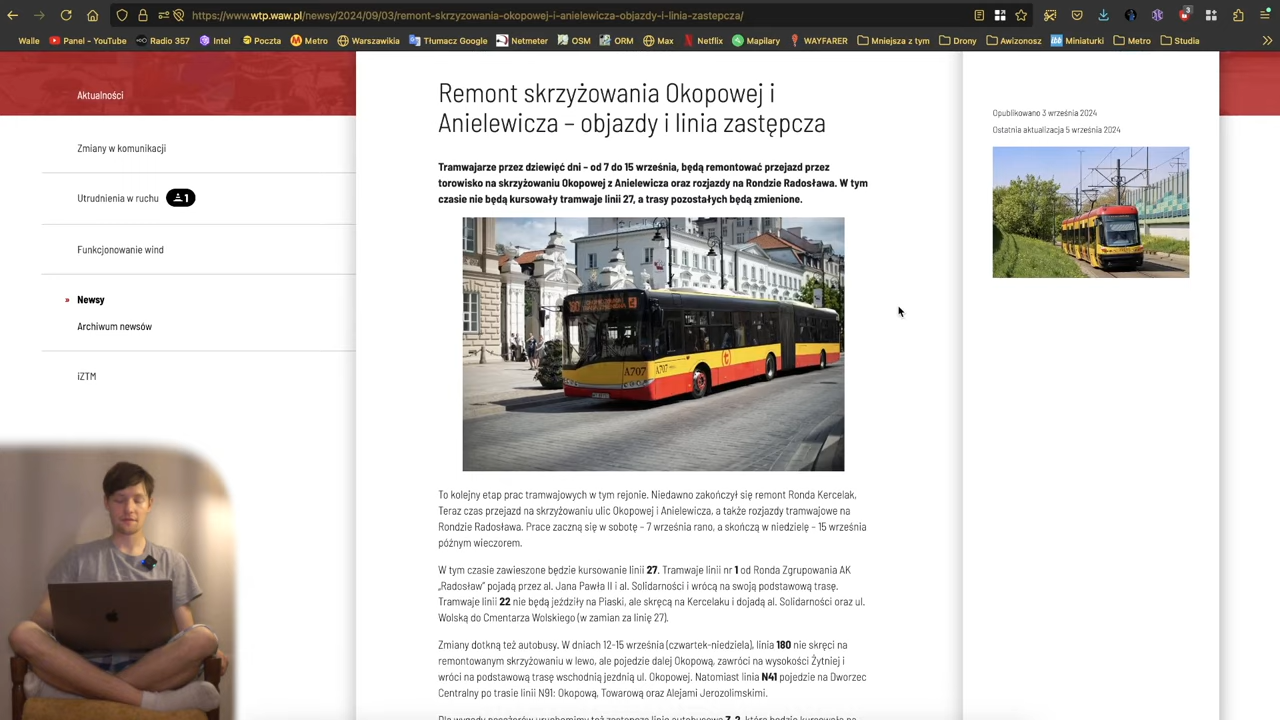 https://www.wtp.waw.pl/newsy/2024/09/03/remont-skrzyzowania-okopowej-i-anielewicza-objazdy-i-linia-zastepcza/
3
Walle Panel - YouTube Radio 357 Intel Poczta Metro Warszawikia Tłumacz Google Netmeter OSM ORM Max Netflix Mapilary WAYFARER Mniejsza z tym Drony Awizonosz Miniaturki Metro Studia
Aktualności
Zmiany w komunikacji
Utrudnienia w ruchu 1
Funkcjonowanie wind
» Newsy
Archiwum newsów
iZTM
Remont skrzyżowania Okopowej i
Anielewicza – objazdy i linia zastępcza
Tramwajarze przez dziewięć dni – od 7 do 15 września, będą remontować przejazd przez
torowisko na skrzyżowaniu Okopowej z Anielewicza oraz rozjazdy na Rondzie Radosława. W tym
czasie nie będą kursowały tramwaje linii 27, a trasy pozostałych będą zmienione.
A707 A707
To kolejny etap prac tramwajowych w tym rejonie. Niedawno zakończył się remont Ronda Kercelak,
Teraz czas przejazd na skrzyżowaniu ulic Okopowej i Anielewicza, a także rozjazdy tramwajowe na
Rondzie Radosława. Prace zaczną się w sobotę – 7 września rano, a skończą w niedzielę – 15 września
późnym wieczorem.
W tym czasie zawieszone będzie kursowanie linii 27. Tramwaje linii nr 1 od Ronda Zgrupowania AK
„Radosław” pojadą przez al. Jana Pawła II i al. Solidarności i wrócą na swoją podstawową trasę.
Tramwaje linii 22 nie będą jeździły na Piaski, ale skręcą na Kercelaku i dojadą al. Solidarności oraz ul.
Wolską do Cmentarza Wolskiego (w zamian za linię 27).
Zmiany dotkną też autobusy. W dniach 12-15 września (czwartek-niedziela), linia 180 nie skręci na
remontowanym skrzyżowaniu w lewo, ale pojedzie dalej Okopową, zawróci na wysokości Żytniej i
wróci na podstawową trasę wschodnią jezdnią ul. Okopowej. Natomiast linia N41 pojedzie na Dworzec
Centralny po trasie linii N91: Okopową, Towarową oraz Alejami Jerozolimskimi.
Opublikowano 3 września 2024
Ostatnia aktualizacja 5 września 2024